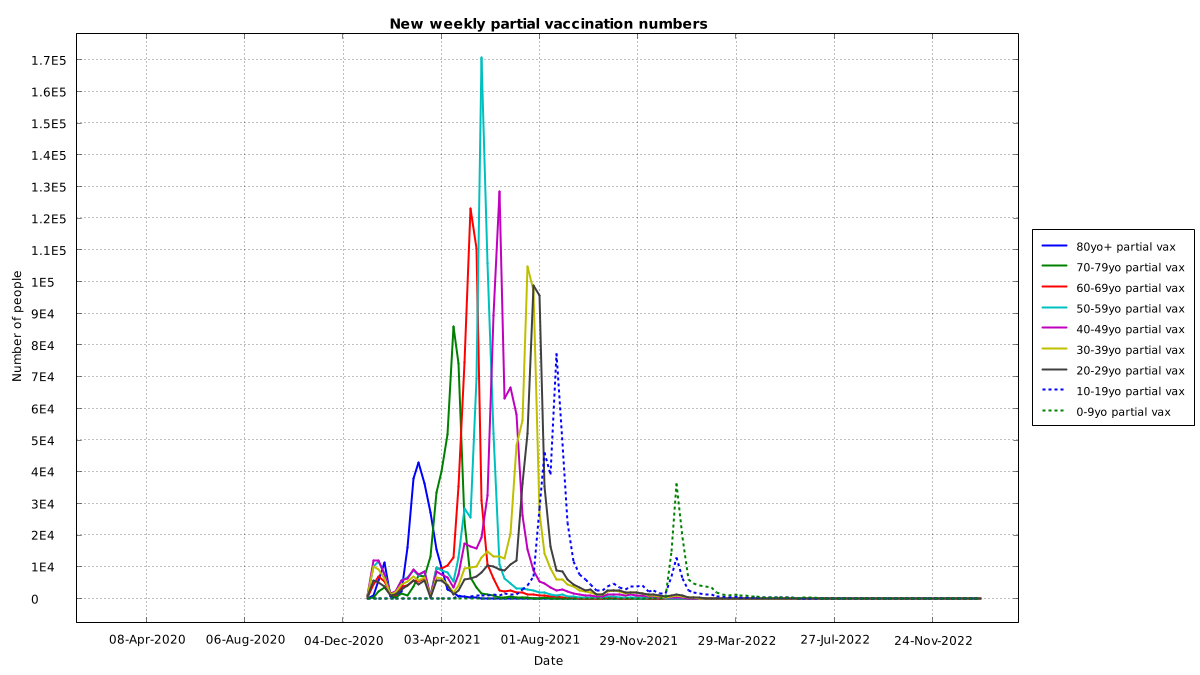 New weekly partial vaccination numbers
1.7E5
1.6E5
1.5E5
1.4E5
1.3E5
1.2E5
1.1E5
1E5
9E4
8E4
7E4
6E4
5E4
4E4
3E4
2E4
1E4
0
Number of people
08-Apr-2020
06-Aug-2020
04-Dec-2020
03-Apr-2021
01-Aug-2021
29-Nov-2021
29-Mar-2022
27-Jul-2022
24-Nov-2022
Date
80yo+ partial vax
70-79yo partial vax
60-69yo partial vax
50-59yo partial vax
40-49yo partial vax
30-39yo partial vax
20-29yo partial vax
10-19yo partial vax
0-9yo partial vax